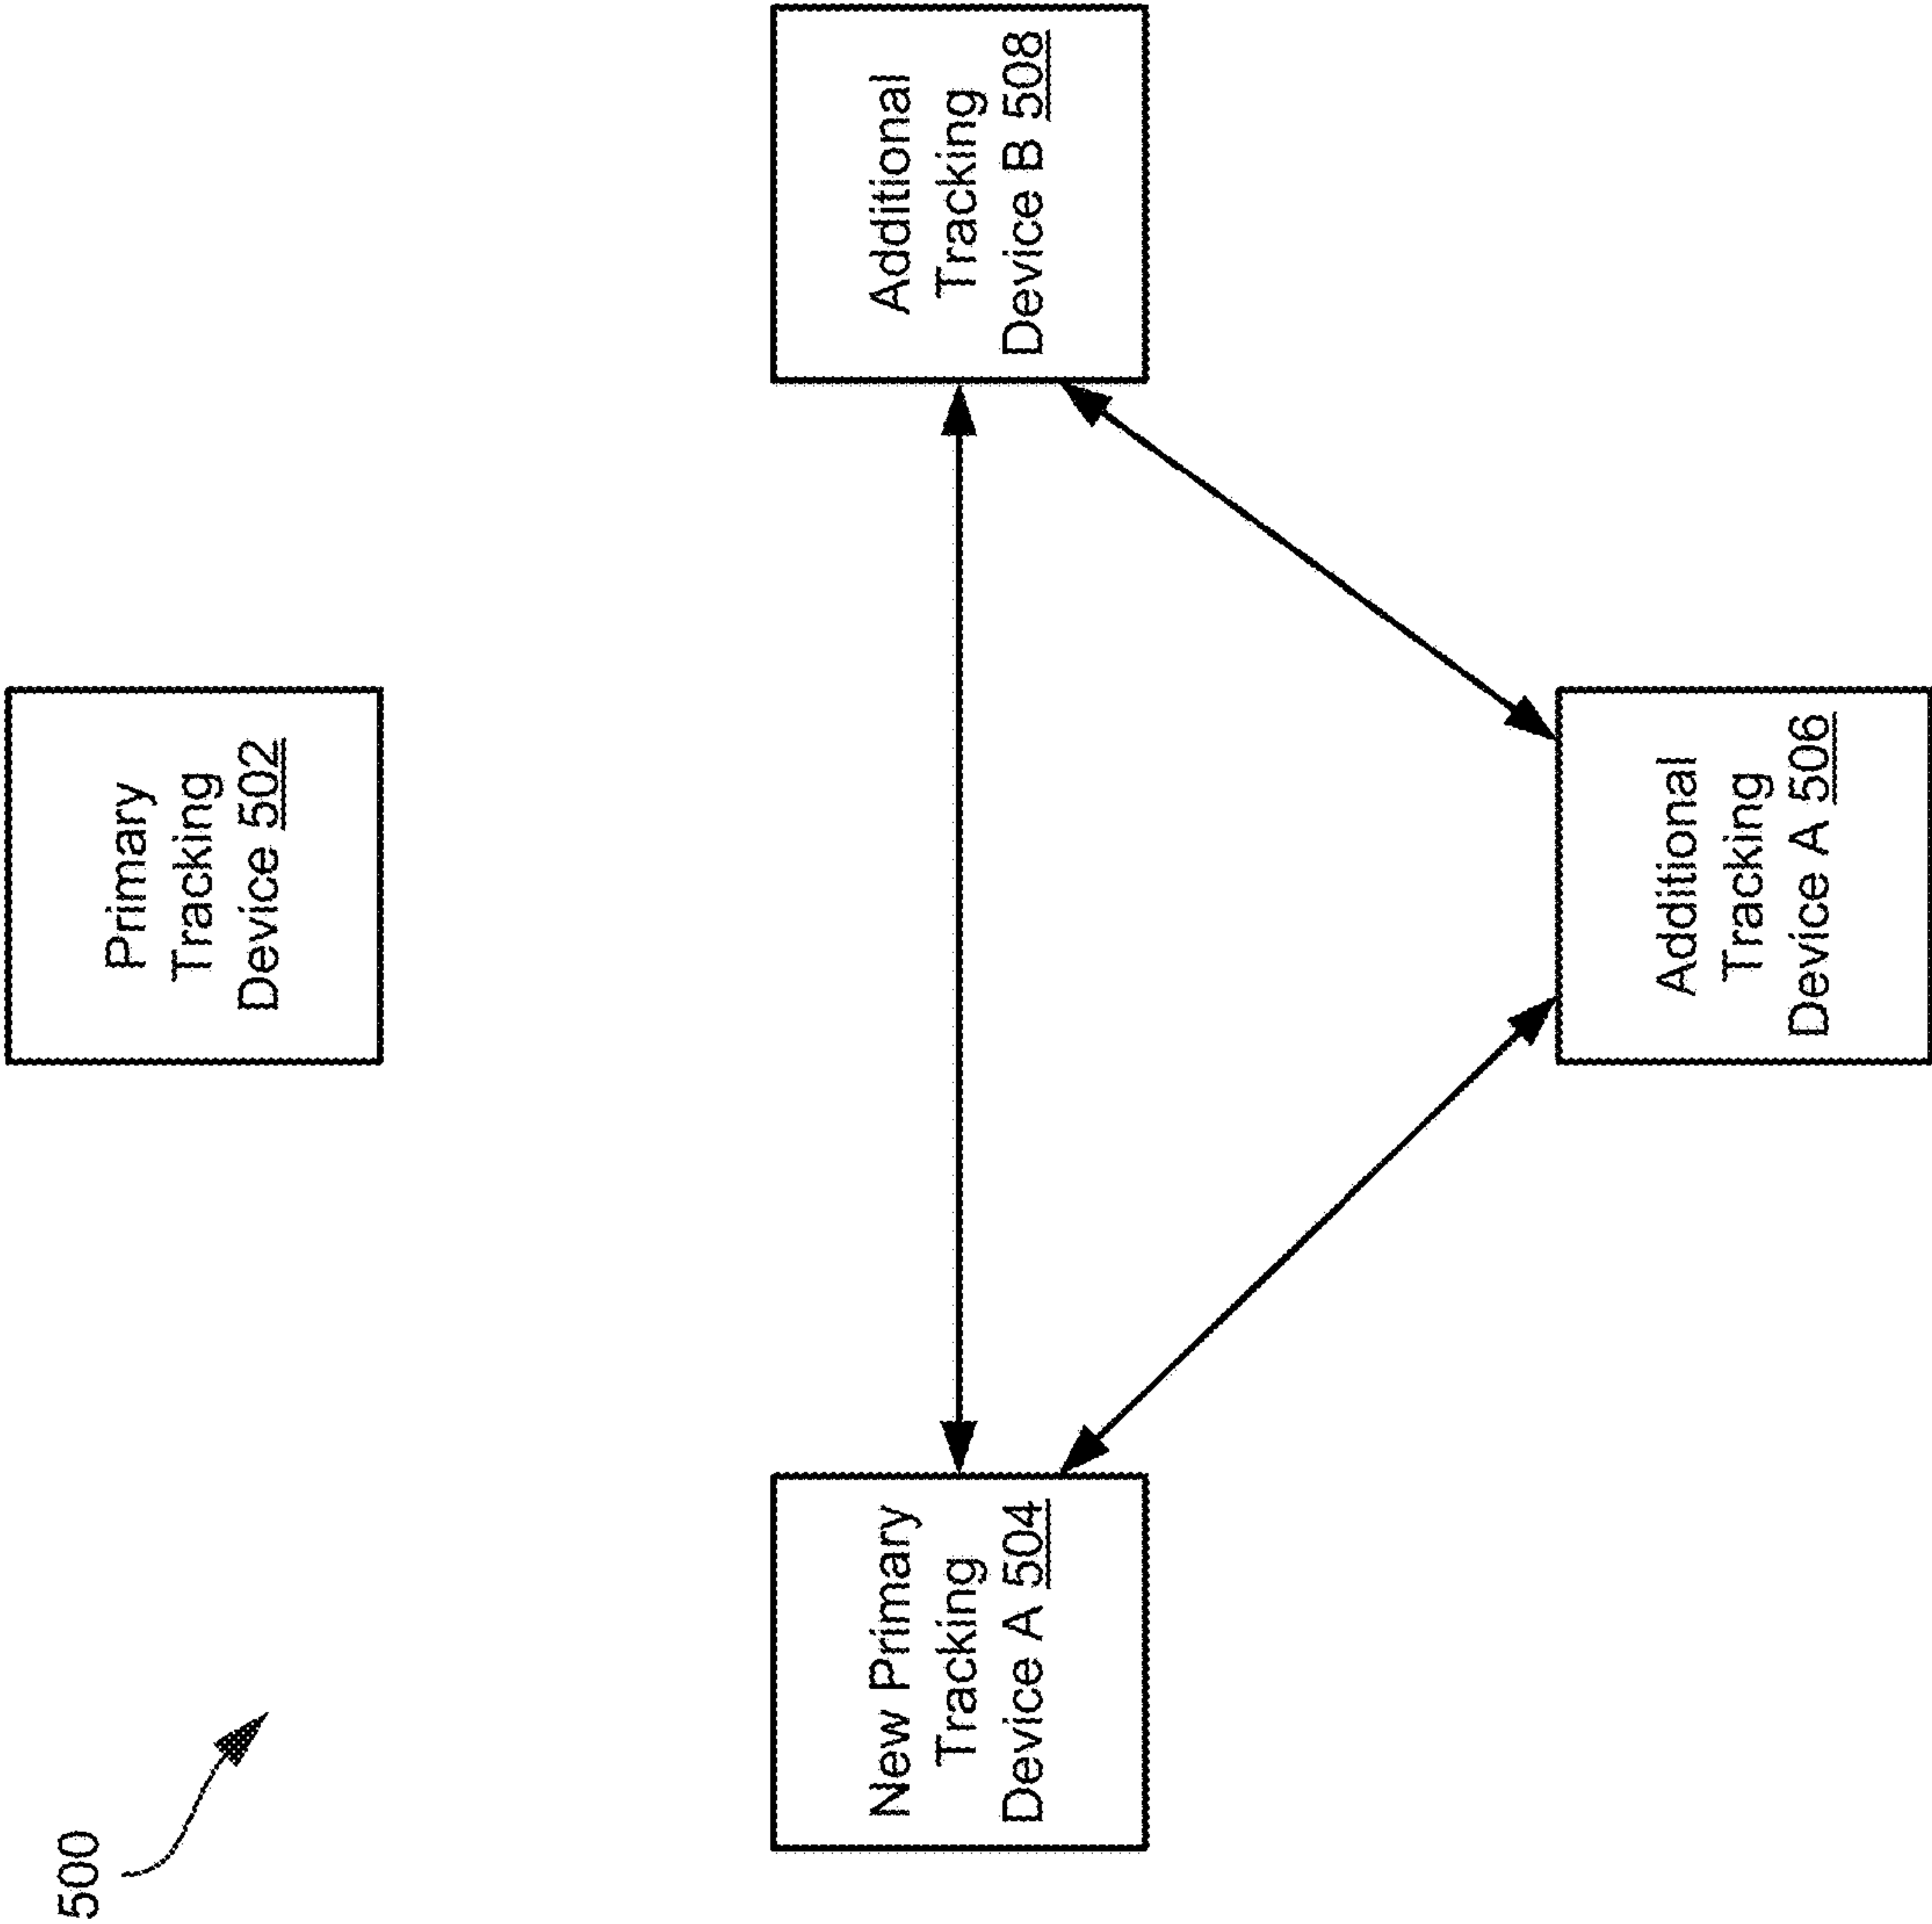 500
Primary
Tracking
Device 502
New Primary
Tracking
Device A 504
Additional
Tracking
Device B 508
Additional
Tracking
Device A 506